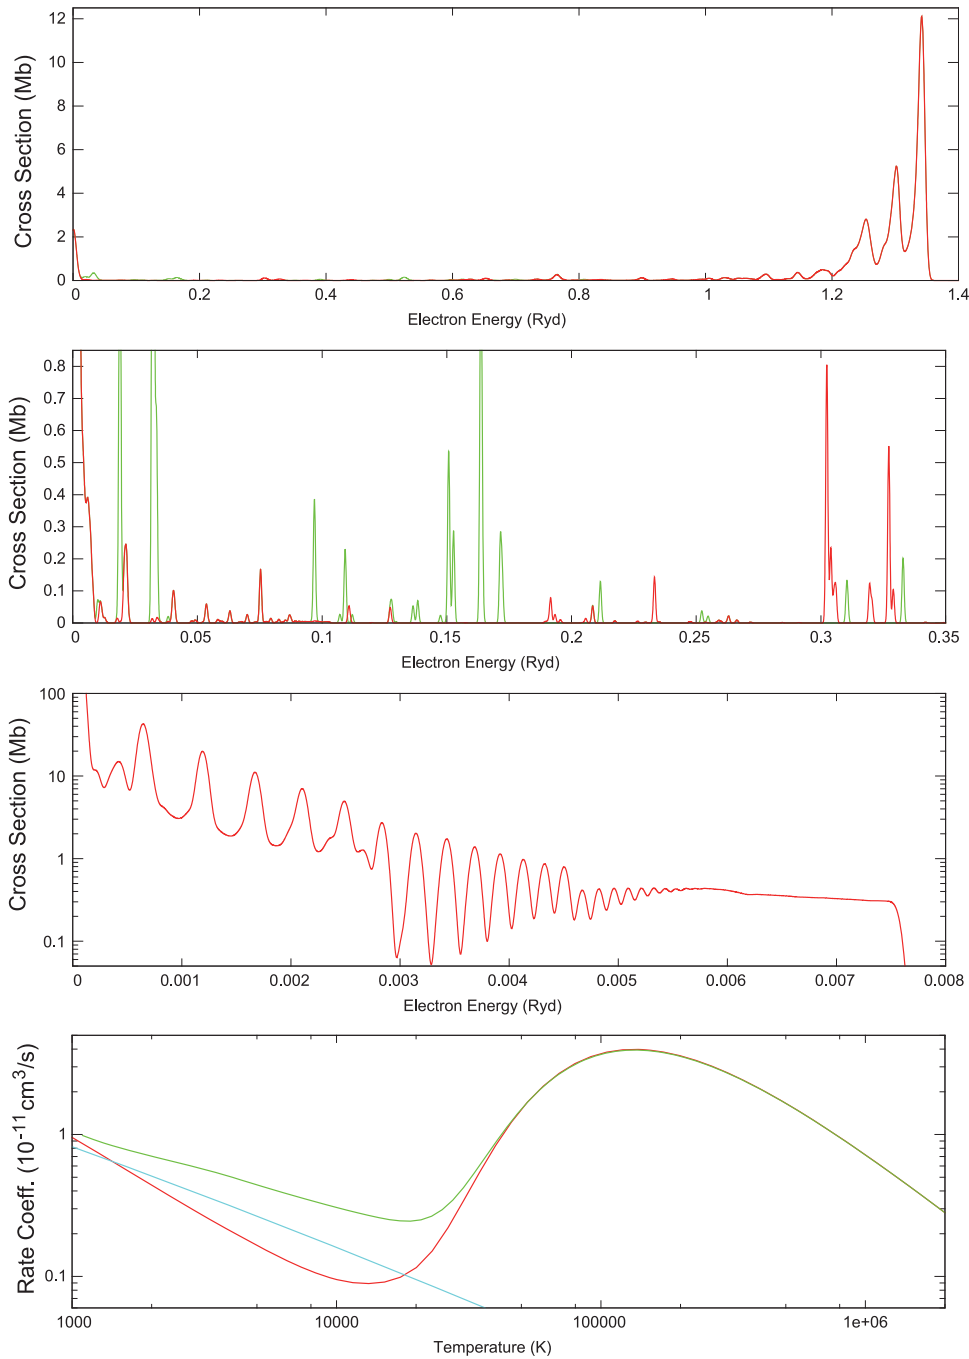 12
10
8
6
4
2
0
Cross Section (Mb)
0 0.2 0.4 0.6 0.8 1 1.2 1.4
Electron Energy (Ryd)
0.8
0.7
0.6
0.5
0.4
0.3
0.2
0.1
0
Cross Section (Mb)
0 0.05 0.1 0.15 0.2 0.25 0.3 0.35
Electron Energy (Ryd)
100
10
1
0.1
Cross Section (Mb)
0 0.001 0.002 0.003 0.004 0.005 0.006 0.007 0.008
Electron Energy (Ryd)
1
0.1
Rate Coeff. (10⁻¹¹cm³/s)
1000 10000 100000 1e+06
Temperature (K)